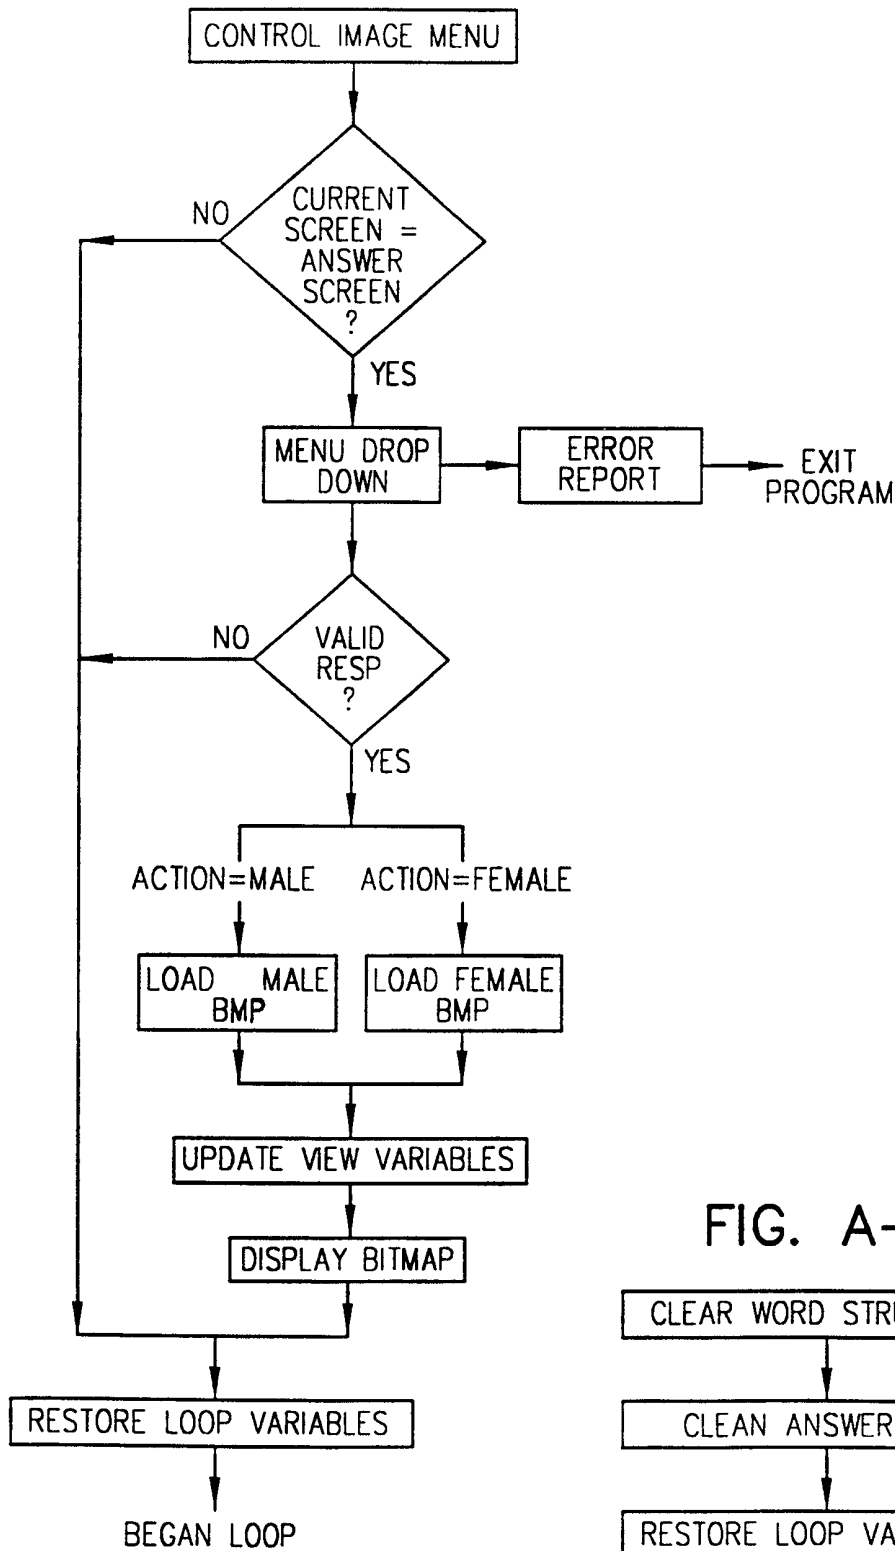 CONTROL IMAGE MENU
CURRENT
SCREEN =
ANSWER
SCREEN
?
NO
YES
MENU DROP
DOWN
ERROR
REPORT
EXIT
PROGRAM
VALID
RESP
?
NO
YES
ACTION=MALE
ACTION=FEMALE
LOAD MALE
BMP
LOAD FEMALE
BMP
UPDATE VIEW VARIABLES
DISPLAY BITMAP
RESTORE LOOP VARIABLES
BEGAN LOOP
FIG. A-
CLEAR WORD
CLEAN ANSWER
RESTORE LOOP